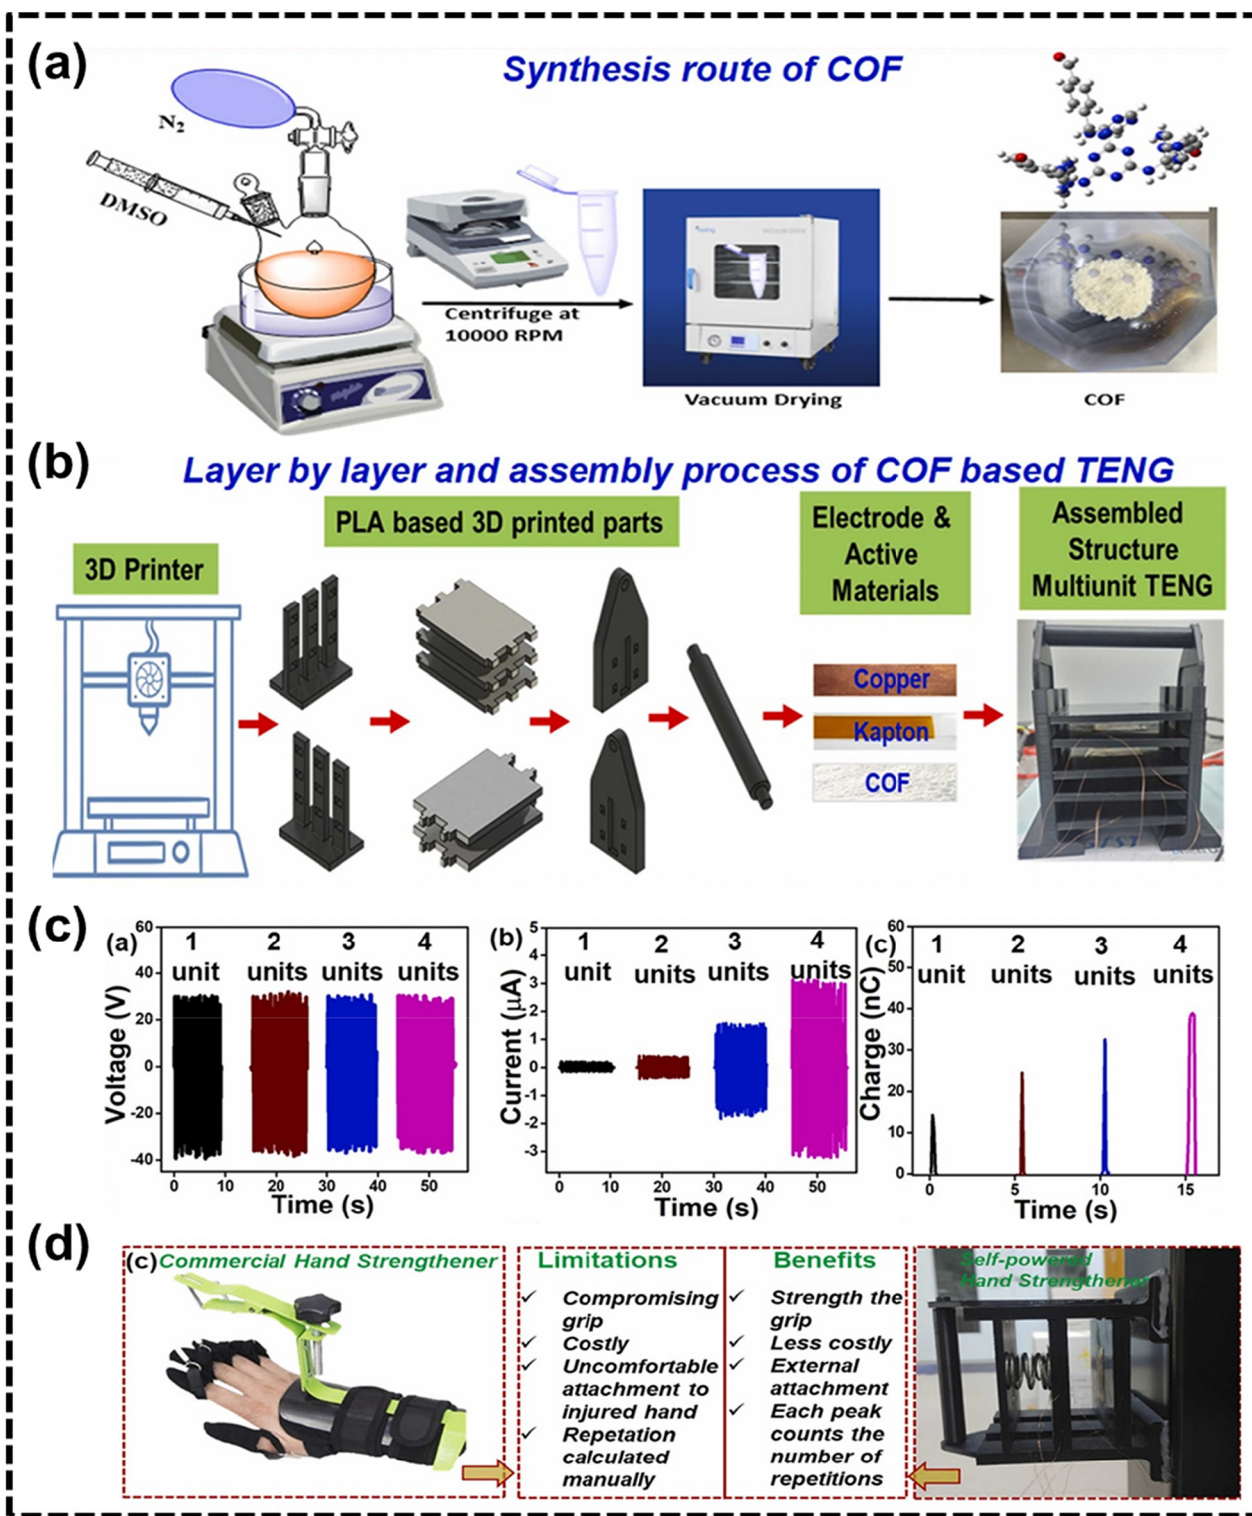 (a)
Synthesis route of COF
N2
DMSO
Centrifuge at
10000 RPM
Vacuum Drying
COF
(b)
Layer by layer and assembly process of COF based TENG
3D Printer
PLA based 3D printed parts
Electrode &
Active
Materials
Assembled
Structure
Multiunit TENG
Copper
Kapton
COF
(c)
(a)
Voltage (V)
60
40
20
0
-20
-40
1
unit
2
units
3
units
4
units
0 10 20 30 40 50
Time (s)
(b)
Current (µA)
5
4
3
2
1
0
-1
-2
-3
1
unit
2
units
3
units
4
units
0 10 20 30 40 50
Time (s)
(c)
Charge (nC)
60
50
40
30
20
10
0
1
unit
2
units
3
units
4
units
0 5 10 15
Time (s)
(d)
(c) Commercial Hand Strengthener
Limitations
✓ Compromising
grip
✓ Costly
✓ Uncomfortable
attachment to
injured hand
✓ Repetation
calculated
manually
Benefits
✓ Strength the
grip
✓ Less costly
✓ External
attachment
✓ Each peak
counts the
number of
repetitions
Self-powered
Hand Strengthener